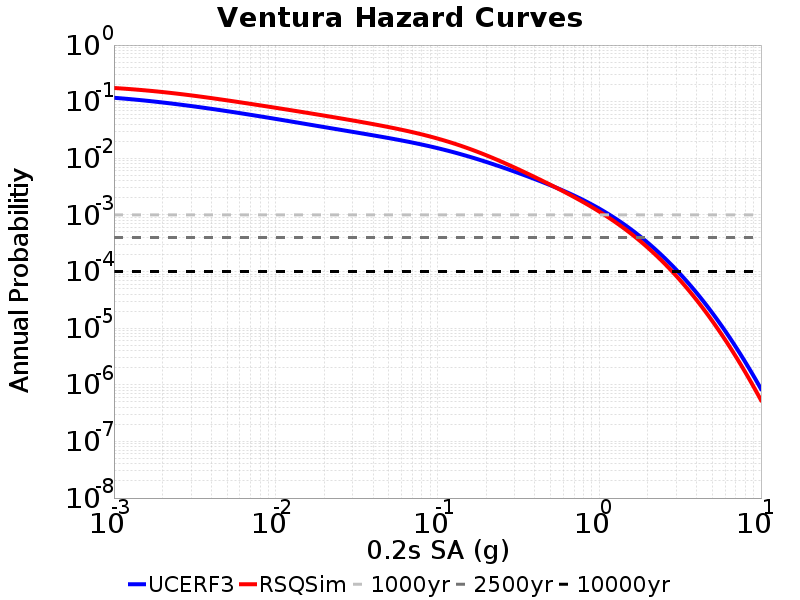 Ventura Hazard Curves
Annual Probabilitiy
10^0
10^-1
10^-2
10^-3
10^-4
10^-5
10^-6
10^-7
10^-8
10^-3 10^-2 10^-1 10^0 10^1
0.2s SA (g)
UCERF3 RSQSim 1000yr 2500yr 10000yr